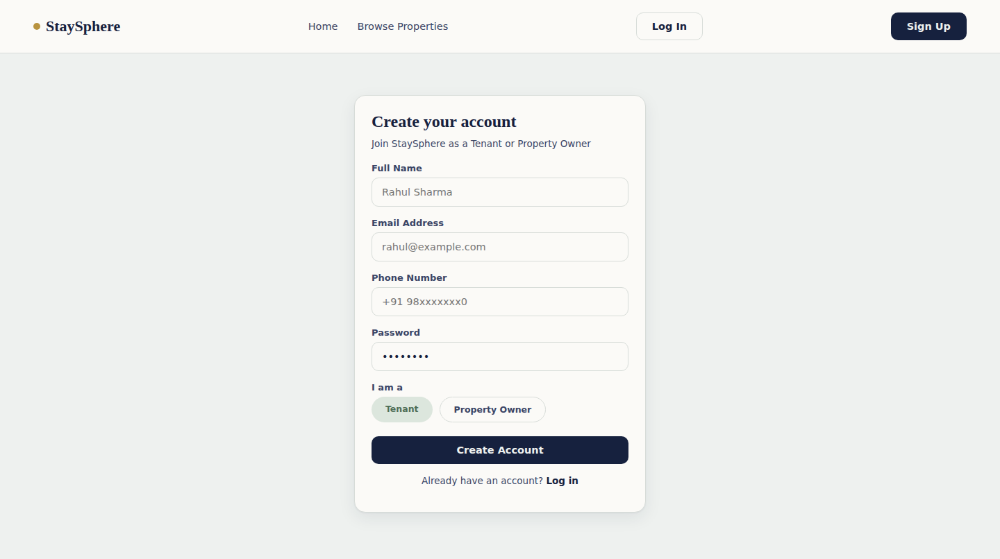 StaySphere
Home
Browse Properties
Log In
Sign Up
Create your account
Join StaySphere as a Tenant or Property Owner
Full Name
Rahul Sharma
Email Address
rahul@example.com
Phone Number
+91 98xxxxxxx0
Password
••••••••
I am a
Tenant
Property Owner
Create Account
Already have an account? Log in